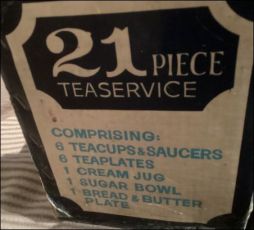 21 PIECE
TEASERVICE
COMPRISING:
6 TEACUPS & SAUCERS
6 TEAPLATES
1 CREAM JUG
1 SUGAR BOWL
1 BREAD & BUTTER
PLATE